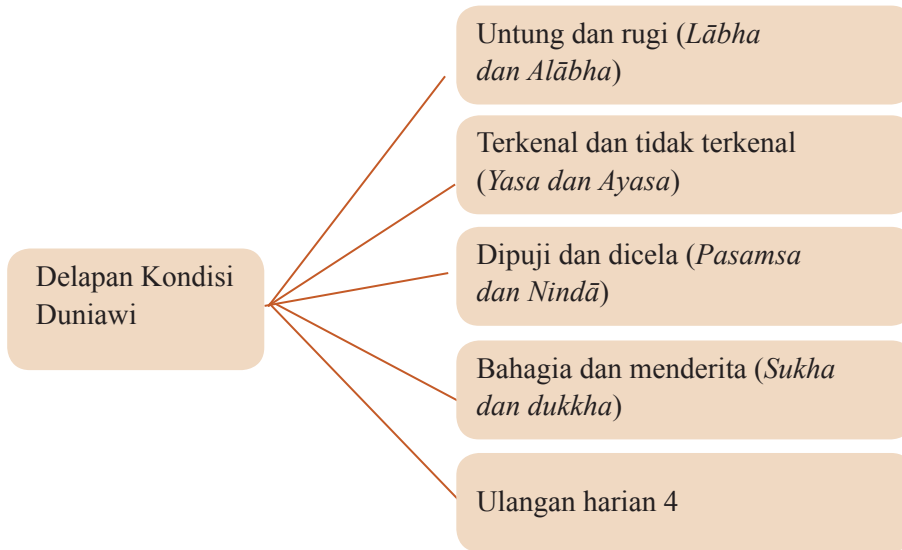 Untung dan rugi (Lābha
dan Alābha)
Terkenal dan tidak terkenal
(Yasa dan Ayasa)
Delapan Kondisi
Duniawi
Dipuji dan dicela (Pasamsa
dan Nindā)
Bahagia dan menderita (Sukha
dan dukkha)
Ulangan harian 4